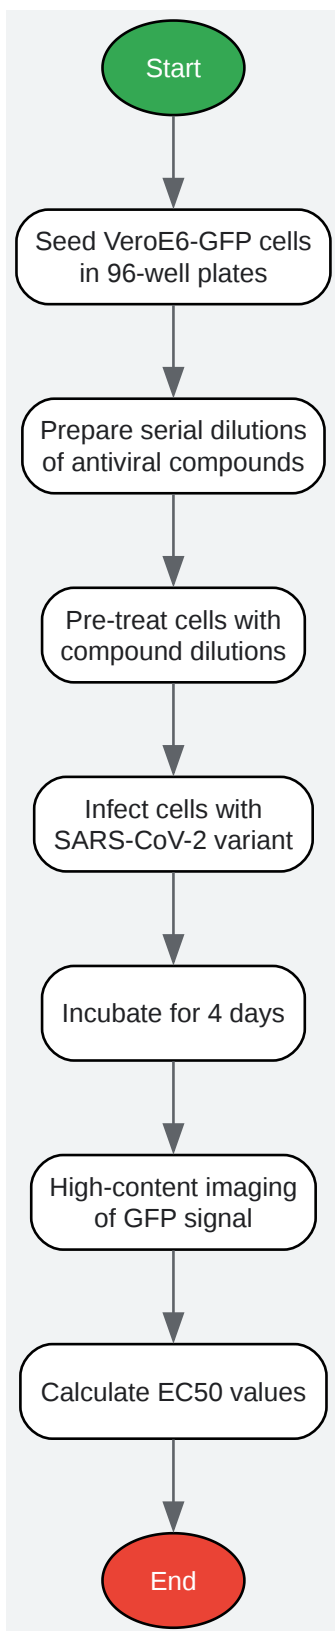 Start
Seed VeroE6-GFP cells
in 96-well plates
Prepare serial dilutions
of antiviral compounds
Pre-treat cells with
compound dilutions
Infect cells with
SARS-CoV-2 variant
Incubate for 4 days
High-content imaging
of GFP signal
Calculate EC50 values
End